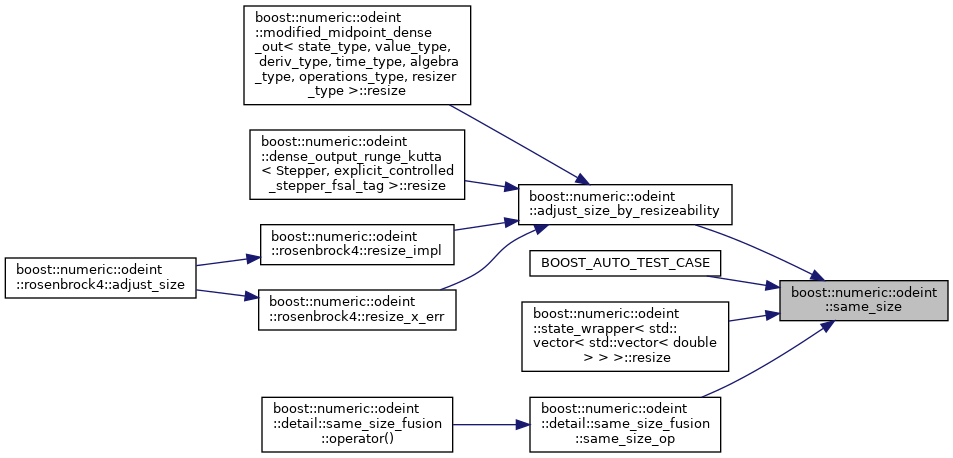 boost::numeric::odeint
::modified_midpoint_dense
_out< state_type, value_type,
deriv_type, time_type, algebra
_type, operations_type, resizer
_type >::resize
boost::numeric::odeint
::dense_output_runge_kutta
< Stepper, explicit_controlled
_stepper_fsal_tag >::resize
boost::numeric::odeint
::adjust_size_by_resizeability
boost::numeric::odeint
::rosenbrock4::resize_impl
boost::numeric::odeint
::rosenbrock4::adjust_size
boost::numeric::odeint
::rosenbrock4::resize_x_err
BOOST_AUTO_TEST_CASE
boost::numeric::odeint
::same_size
boost::numeric::odeint
::state_wrapper< std::
vector< std::vector< double
> > >::resize
boost::numeric::odeint
::detail::same_size_fusion
::operator()
boost::numeric::odeint
::detail::same_size_fusion
::same_size_op